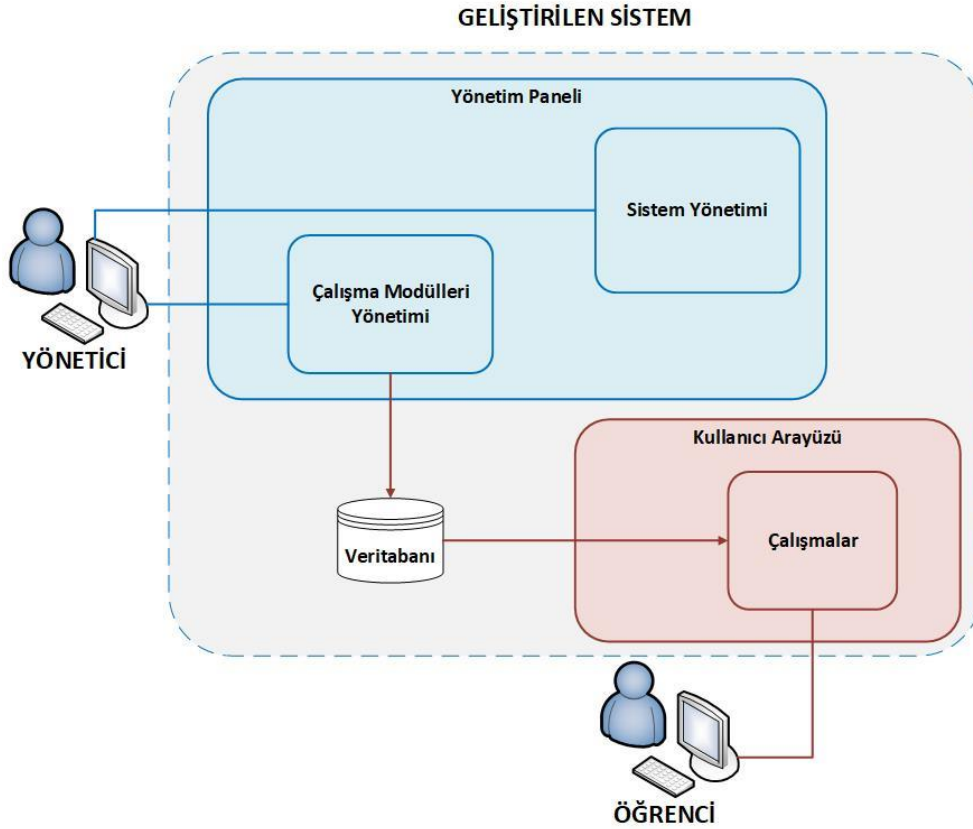 GELİŞTİRİLEN SİSTEM
Yönetim Paneli
Sistem Yönetimi
Çalışma Modülleri
Yönetimi
YÖNETİCİ
Kullanıcı Arayüzü
Veritabanı
Çalışmalar
ÖĞRENCİ